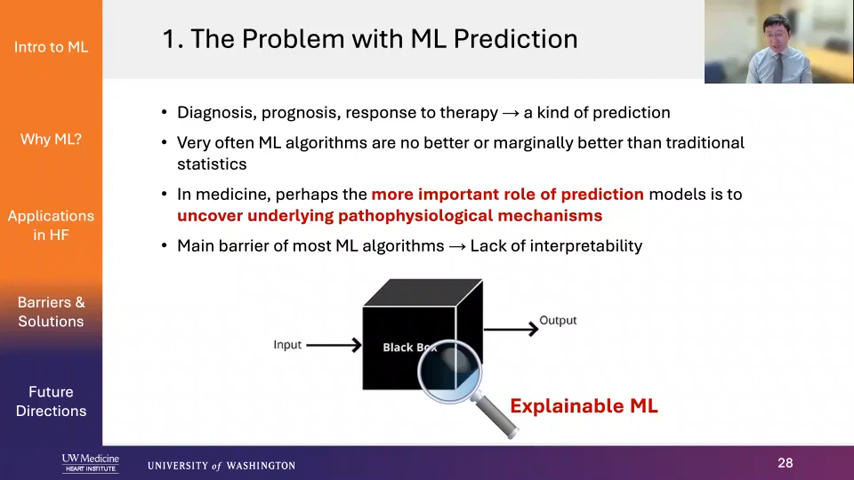 Intro to ML
Why ML?
Applications
in HF
Barriers &
Solutions
Future
Directions
1. The Problem with ML Prediction
• Diagnosis, prognosis, response to therapy → a kind of prediction
• Very often ML algorithms are no better or marginally better than traditional
statistics
• In medicine, perhaps the more important role of prediction models is to
uncover underlying pathophysiological mechanisms
• Main barrier of most ML algorithms → Lack of interpretability
Input
Black Box
Output
Explainable ML
UW Medicine
HEART INSTITUTE
UNIVERSITY of WASHINGTON
28